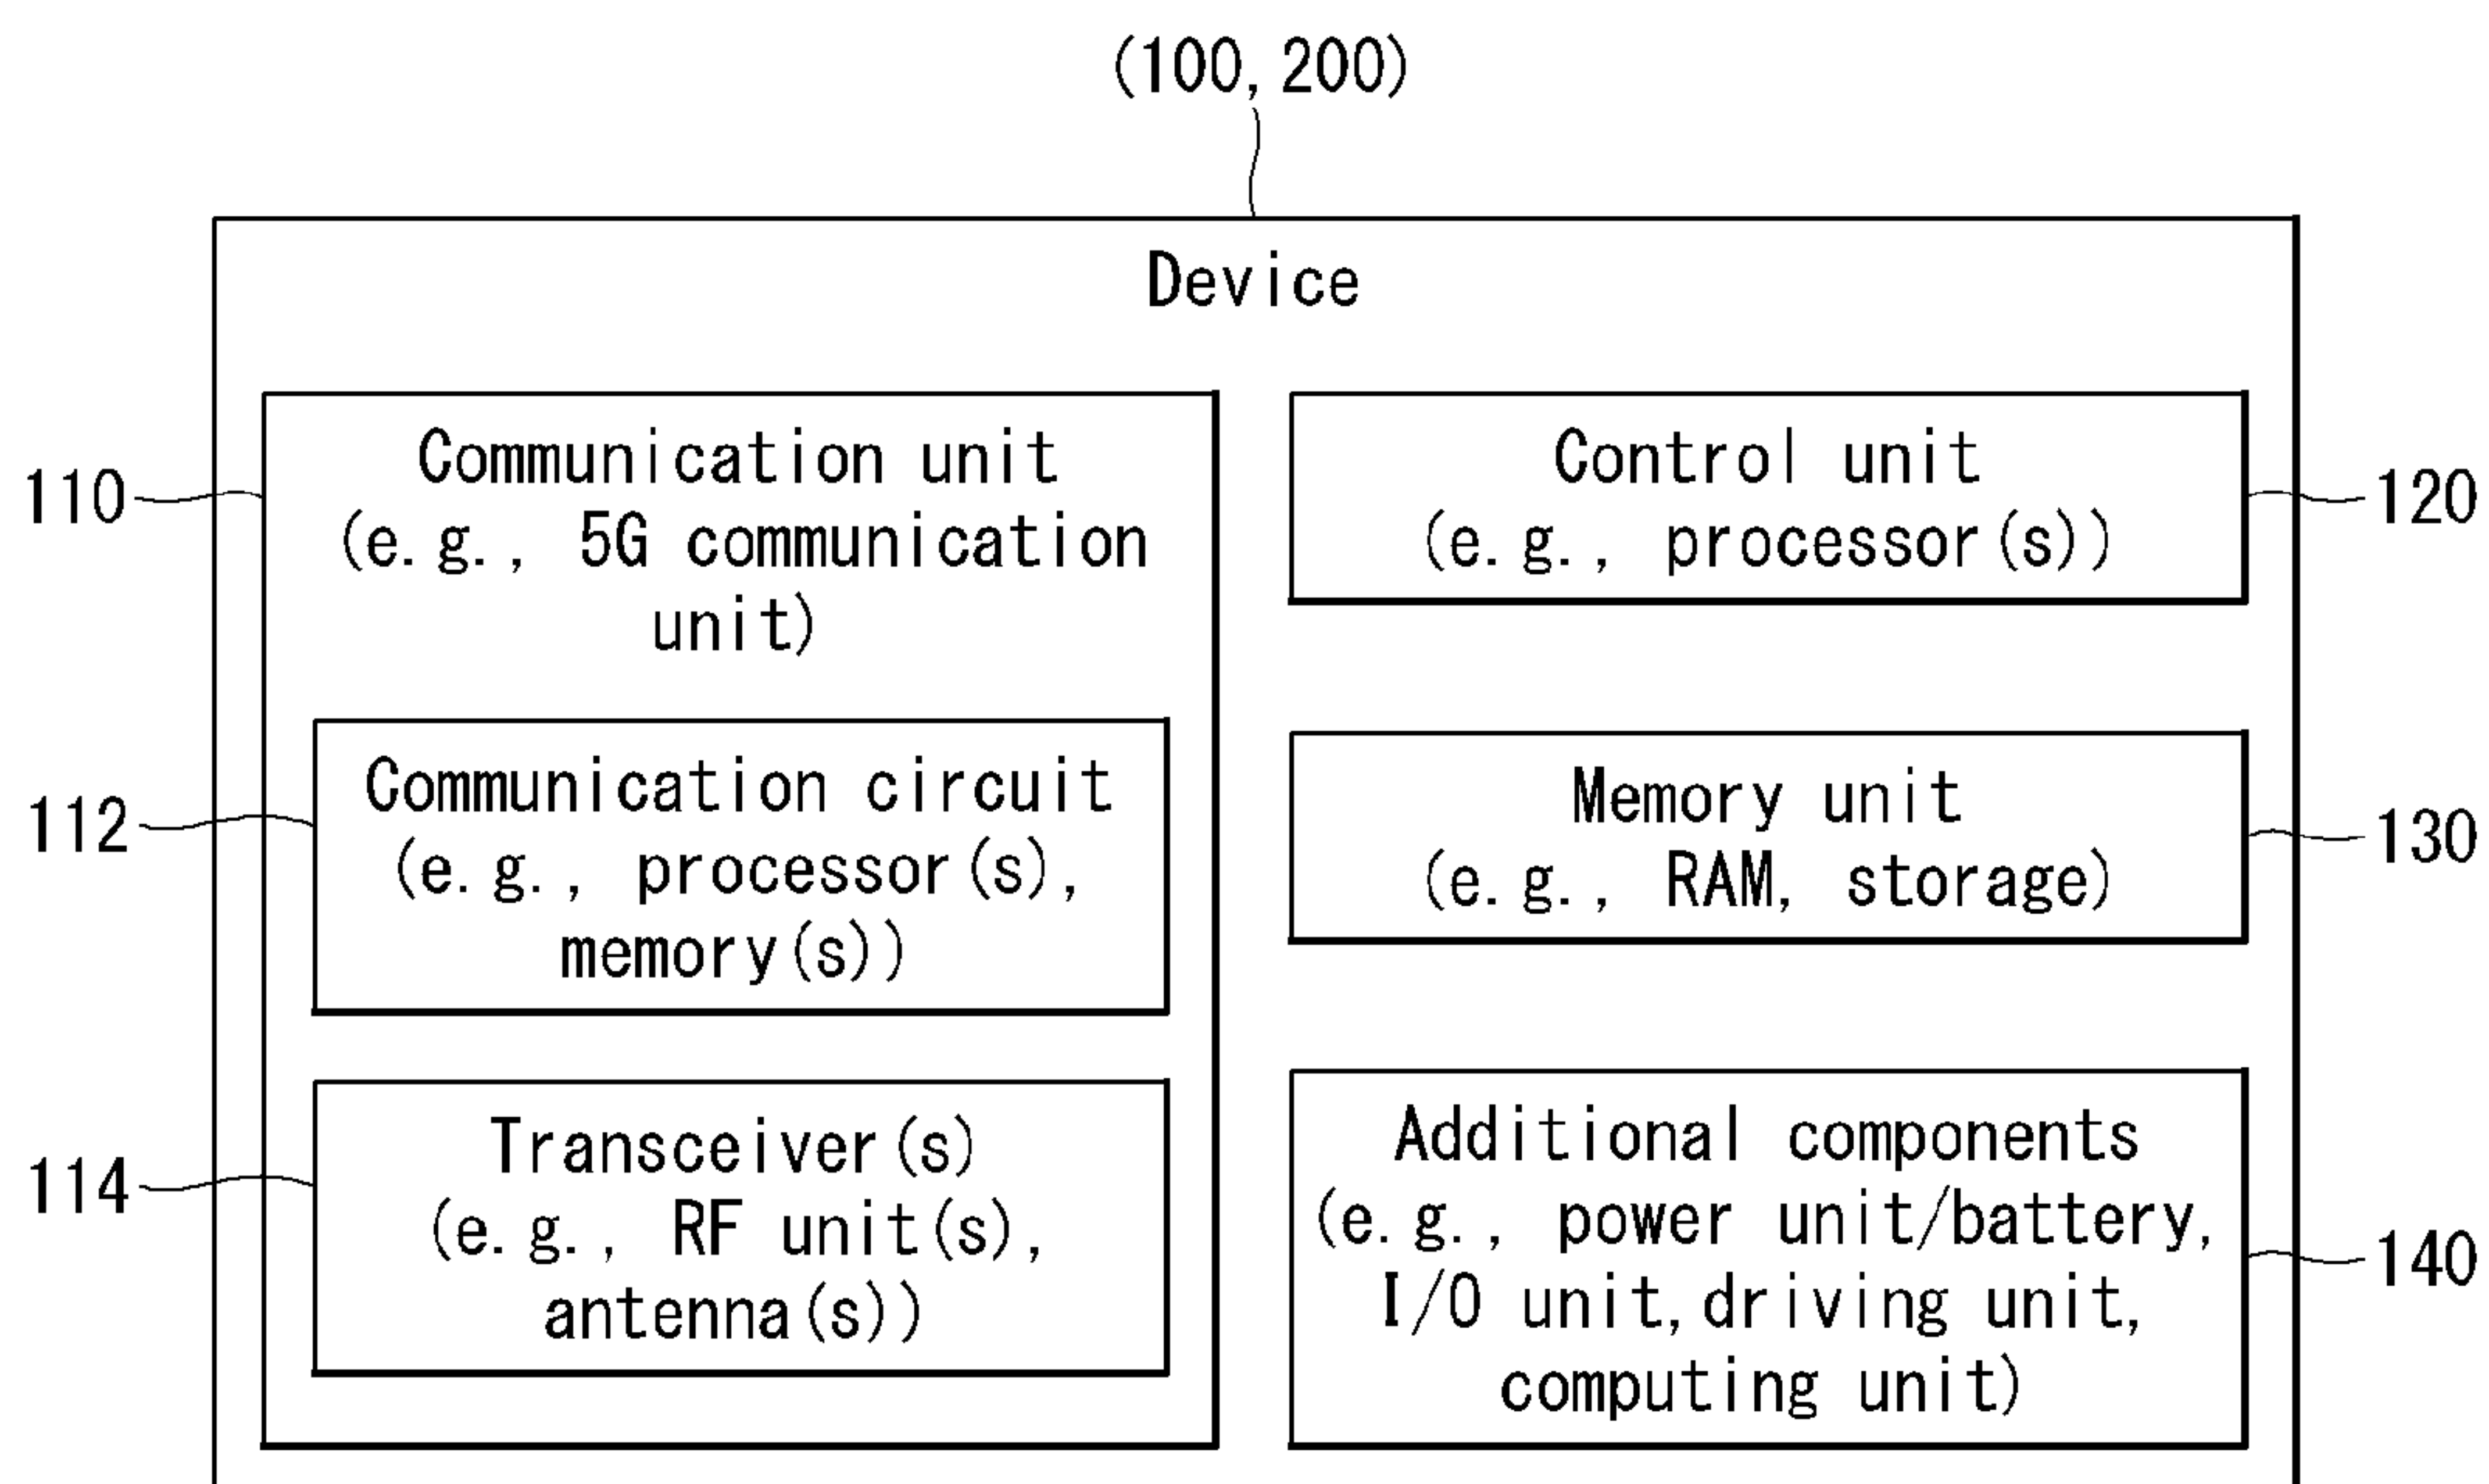 (100, 200)
Device
110
Communication unit
(e.g., 5G communication
unit)
112
Communication circuit
(e.g., processor(s),
memory(s))
114
Transceiver(s)
(e.g., RF unit(s),
antenna(s))
Control unit
(e.g., processor(s))
120
Memory unit
(e.g., RAM, storage)
130
Additional components
(e.g., power unit/battery,
I/O unit, driving unit,
computing unit)
140